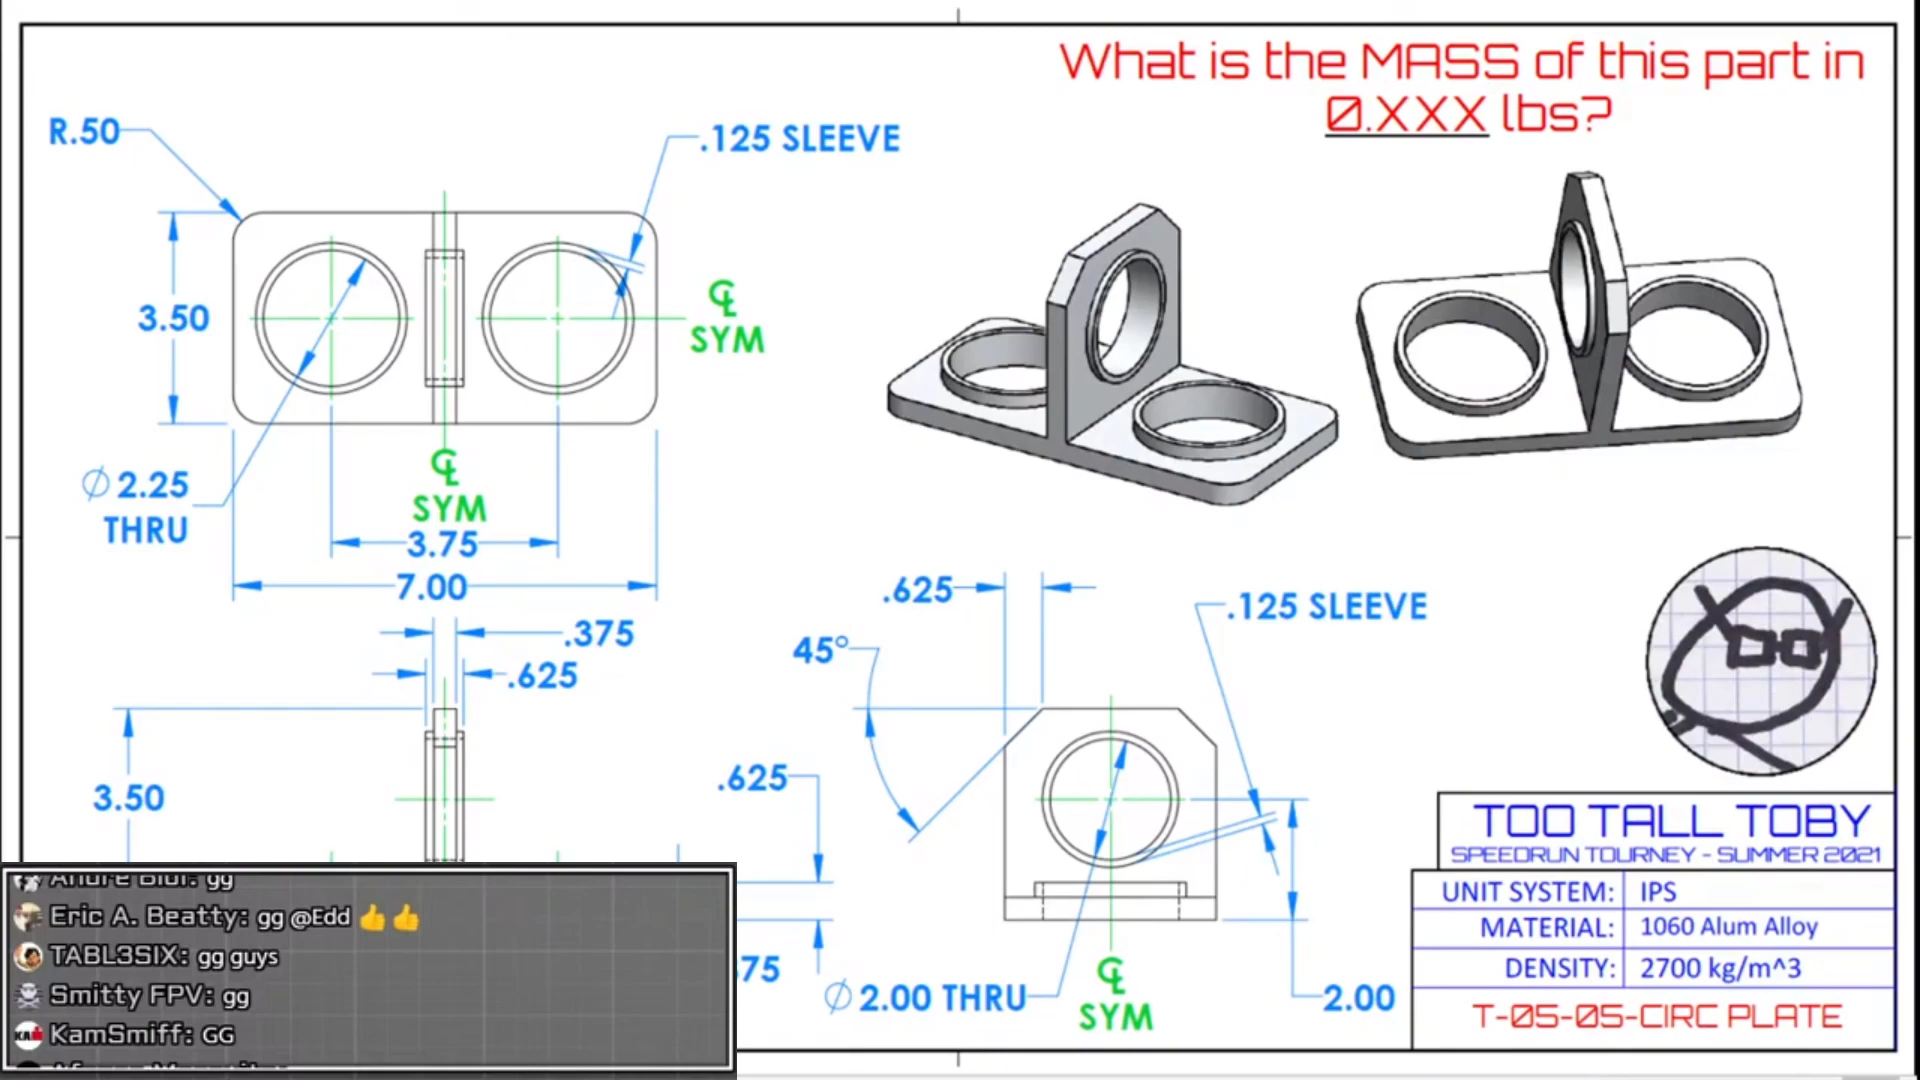 What is the MASS of this part in
0.XXX lbs?
R.50
.125 SLEEVE
3.50
℄
SYM
Ø 2.25
THRU
℄
SYM
3.75
7.00
.375
.625
3.50
.625
.125 SLEEVE
45°
.625
75
Ø 2.00 THRU
℄
SYM
2.00
TOO TALL TOBY
SPEEDRUN TOURNEY - SUMMER 2021
UNIT SYSTEM: IPS
MATERIAL: 1060 Alum Alloy
DENSITY: 2700 kg/m^3
T-05-05-CIRC PLATE
gg
Eric A. Beatty: gg @Edd 👍👍
TABL3SIX: gg guys
Smitty FPV: gg
KamSmiff: GG